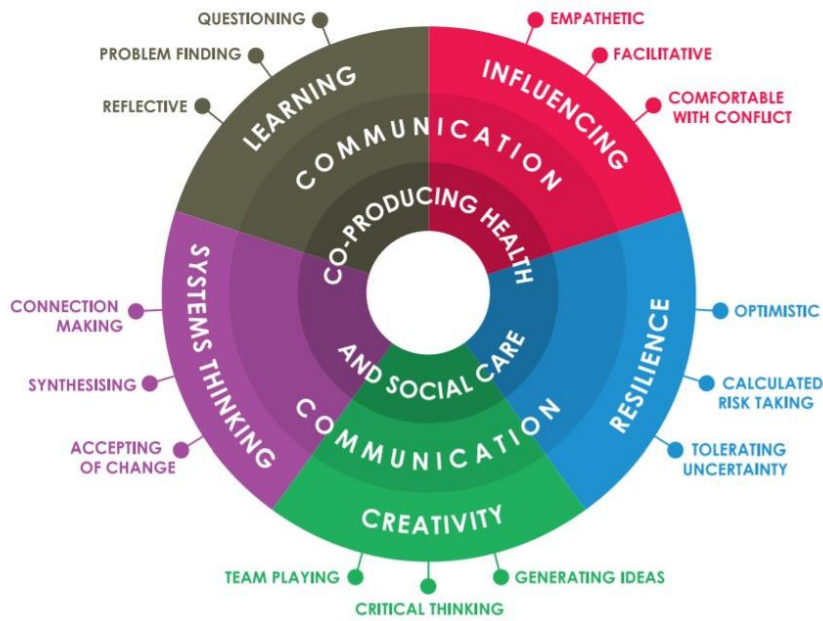 QUESTIONING
PROBLEM FINDING
REFLECTIVE
LEARNING
EMPATHETIC
FACILITATIVE
COMFORTABLE
WITH CONFLICT
INFLUENCING
COMMUNICATION
CO-PRODUCING HEALTH
AND SOCIAL CARE
COMMUNICATION
SYSTEMS THINKING
CONNECTION
MAKING
SYNTHESISING
ACCEPTING
OF CHANGE
RESILIENCE
OPTIMISTIC
CALCULATED
RISK TAKING
TOLERATING
UNCERTAINTY
CREATIVITY
TEAM PLAYING
CRITICAL THINKING
GENERATING IDEAS